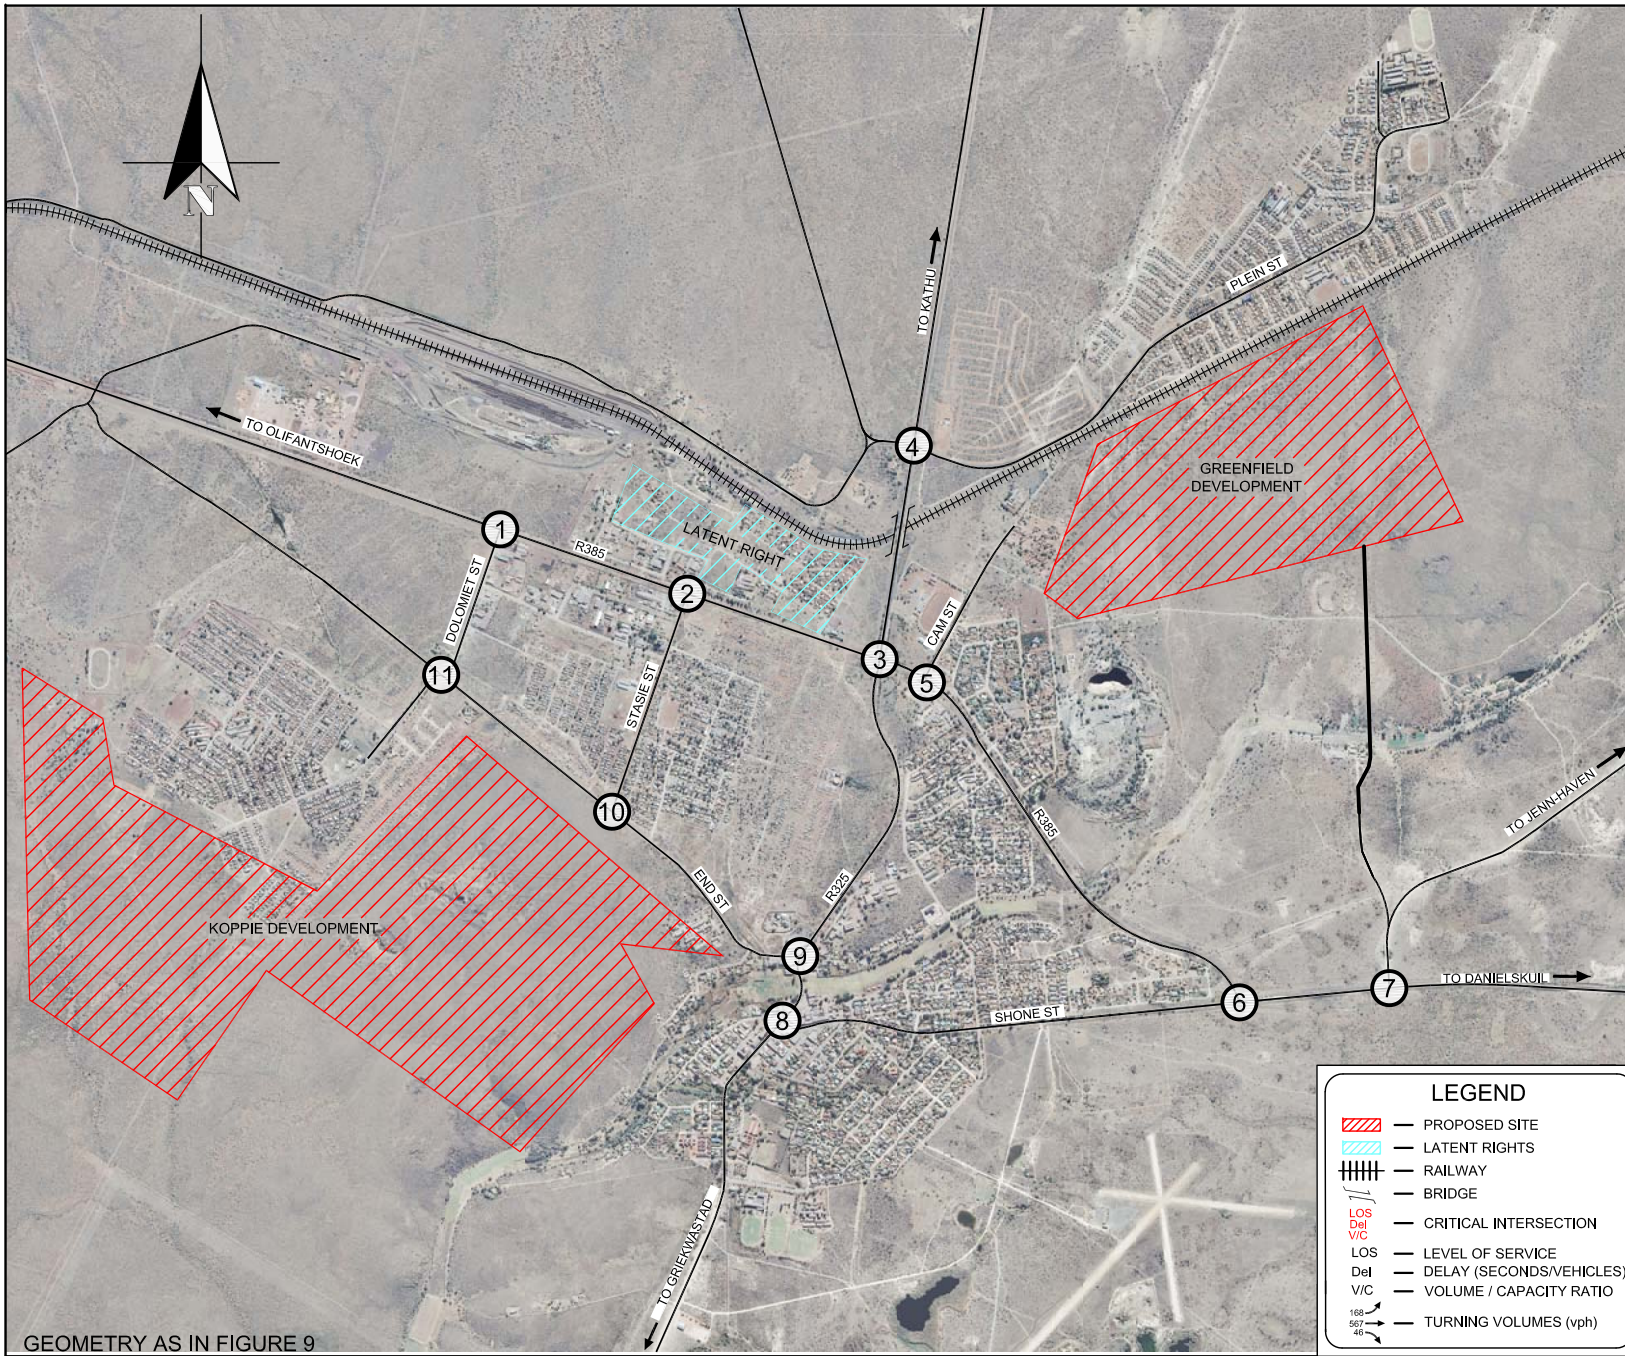 N
TO KATHU
PLEIN ST
TO OLIFANTSHOEK
4
GREENFIELD
DEVELOPMENT
1
R385
LATENT RIGHT
DOLOMIET ST
2
CAM ST
3
5
11
STASIE ST
10
R385
TO JENN-HAVEN
END ST
R325
KOPPIE DEVELOPMENT
9
TO DANIELSKUIL
7
6
SHONE ST
8
TO GRIEKWASTAD
LEGEND
PROPOSED SITE
LATENT RIGHTS
RAILWAY
BRIDGE
LOS
Del
V/C
CRITICAL INTERSECTION
LOS LEVEL OF SERVICE
Del DELAY (SECONDS/VEHICLES)
V/C VOLUME / CAPACITY RATIO
168
567
46
TURNING VOLUMES (vph)
GEOMETRY AS IN FIGURE 9